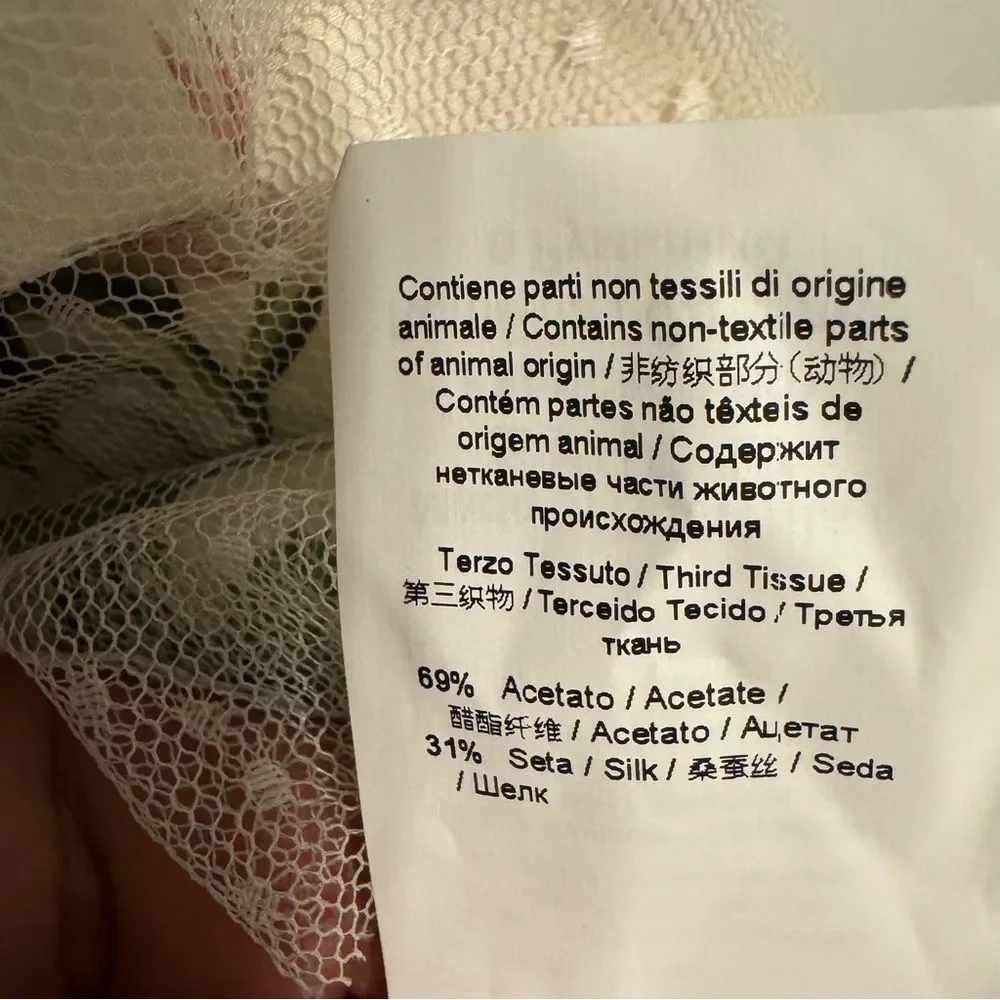 Contiene parti non tessili di origine
animale / Contains non-textile parts
of animal origin / 非纺织部分（动物） /
Contém partes não têxteis de
origem animal / Содержит
нетканевые части животного
происхождения
Terzo Tessuto / Third Tissue /
第三织物 / Terceido Tecido / Третья
ткань
69% Acetato / Acetate /
醋酯纤维 / Acetato / Ацетат
31% Seta / Silk / 桑蚕丝 / Seda
/ Шелк